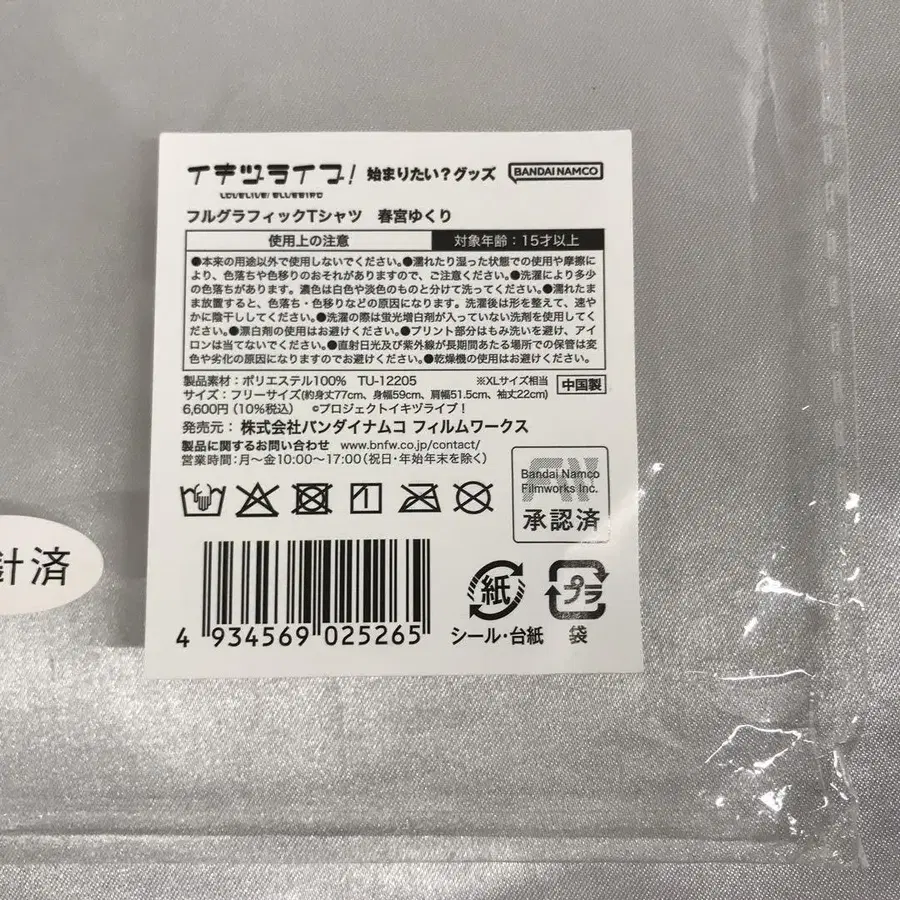 イキヅライブ! 始まりたい?グッズ BANDAI NAMCO
LOVELIVE! BLUEBIRD
フルグラフィックTシャツ 春宮ゆくり
使用上の注意 対象年齢:15才以上
●本来の用途以外で使用しないでください。●濡れたり湿った状態での使用や摩擦に
より、色落ちや色移りのおそれがありますので、ご注意ください。●洗濯により多少
の色落ちがあります。濃色は白色や淡色のものと分けて洗ってください。●濡れたま
ま放置すると、色落ち・色移りなどの原因になります。洗濯後は形を整えて、速や
かに陰干ししてください。●洗濯の際は蛍光増白剤が入っていない洗剤を使用してく
ださい。●漂白剤の使用はお避けください。●プリント部分はもみ洗いを避け、アイ
ロンは当てないでください。●直射日光及び紫外線が長期間あたる場所での保管は変
色や劣化の原因になりますのでお避けください。●乾燥機の使用はお避けください。
製品素材:ポリエステル100% TU-12205 ※XLサイズ相当 中国製
サイズ:フリーサイズ(約身丈77cm、身幅59cm、肩幅51.5cm、袖丈22cm)
6,600円(10%税込) ©プロジェクトイキヅライブ!
発売元:株式会社バンダイナムコ フィルムワークス
製品に関するお問い合わせ www.bnfw.co.jp/contact/
営業時間:月〜金10:00〜17:00(祝日・年始年末を除く)
Bandai Namco
Filmworks Inc.
承認済
計済
4 934569 025265
紙
シール・台紙
プラ
袋